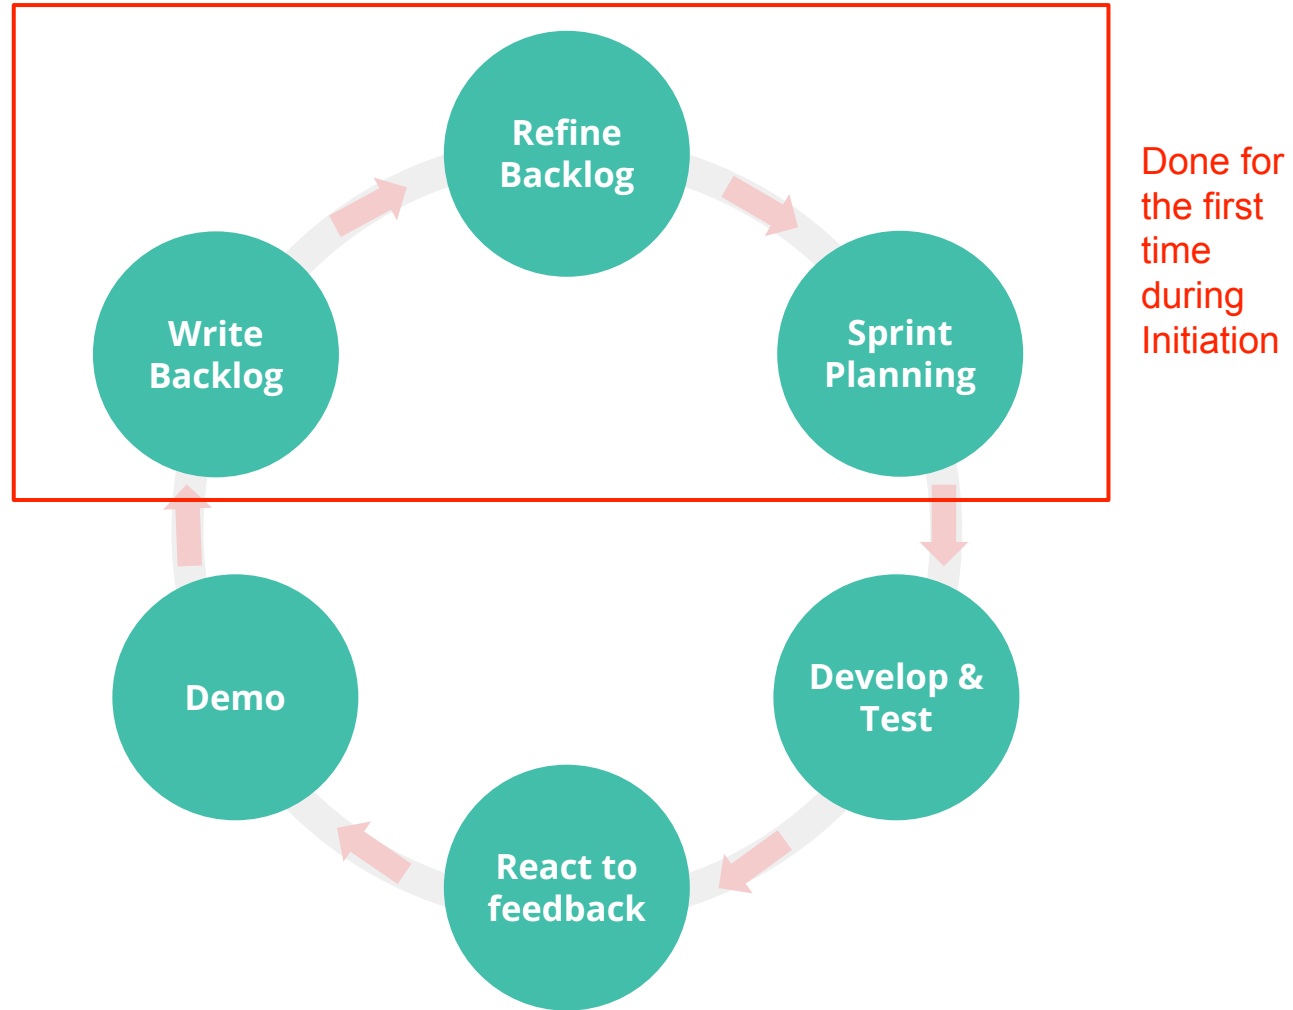 Refine
Backlog
Done for
the first
time
during
Initiation
Write
Backlog
Sprint
Planning
Demo
Develop &
Test
React to
feedback